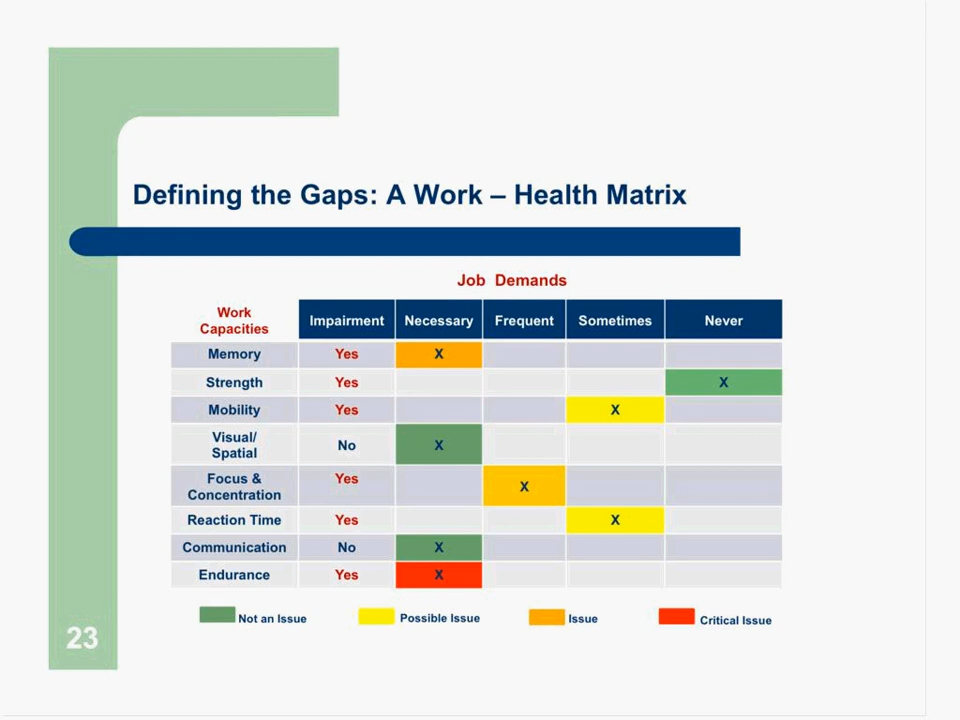 Defining the Gaps: A Work – Health Matrix
Job Demands
Work
Capacities
Impairment Necessary Frequent Sometimes Never
Memory Yes X
Strength Yes X
Mobility Yes X
Visual/
Spatial
No X
Focus &
Concentration
Yes X
Reaction Time Yes X
Communication No X
Endurance Yes X
Not an Issue Possible Issue Issue Critical Issue
23